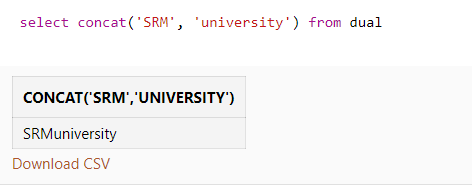 select concat('SRM', 'university') from dual
CONCAT('SRM','UNIVERSITY')
SRMuniversity
Download CSV